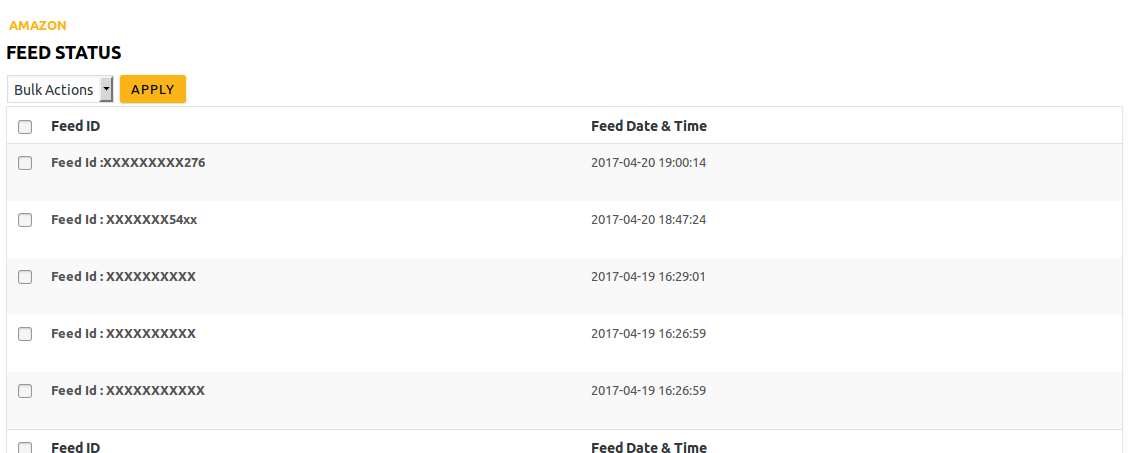 AMAZON
FEED STATUS
Bulk Actions APPLY
Feed ID Feed Date & Time
Feed Id :XXXXXXXXX276 2017-04-20 19:00:14
Feed Id : XXXXXXX54xx 2017-04-20 18:47:24
Feed Id : XXXXXXXXXX 2017-04-19 16:29:01
Feed Id : XXXXXXXXXX 2017-04-19 16:26:59
Feed Id : XXXXXXXXXXX 2017-04-19 16:26:59
Feed ID Feed Date & Time